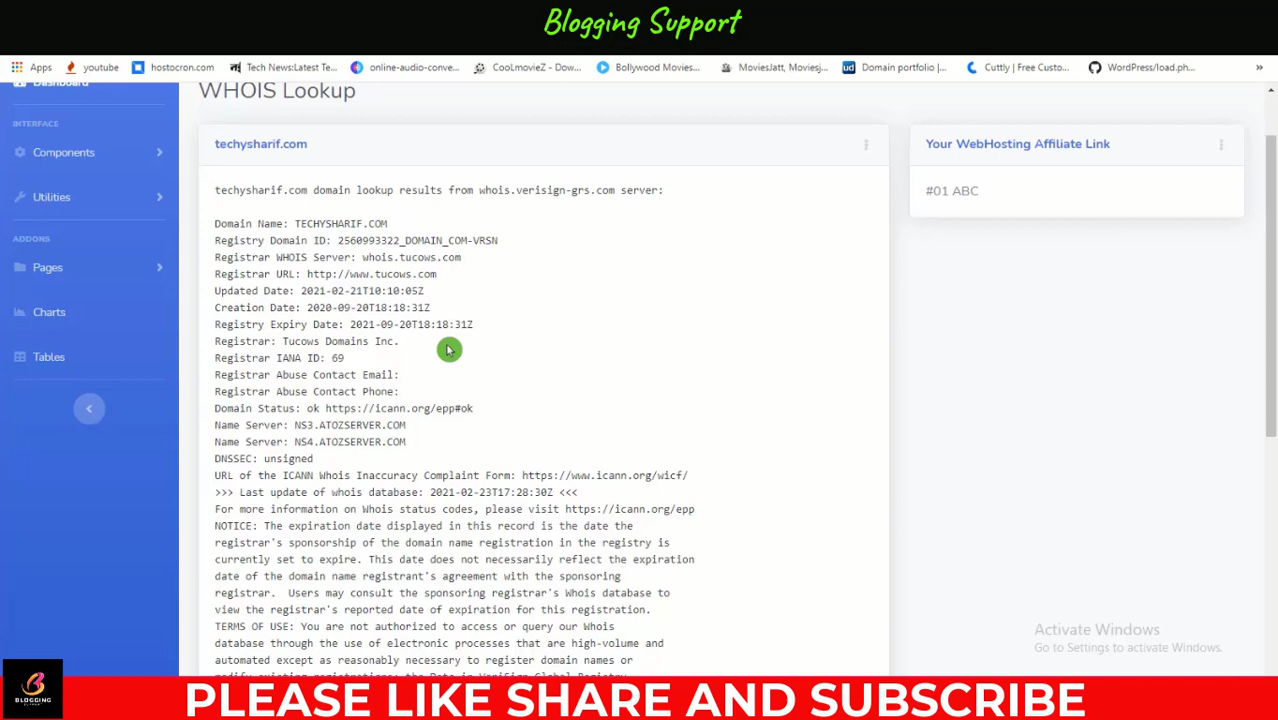 Blogging Support
Apps youtube hostocron.com Tech News:Latest Te... online-audio-conve... CooLmovieZ - Dow... Bollywood Movies... MoviesJatt, Moviesj... Domain portfolio |... Cuttly | Free Custo... WordPress/load.ph... »
Dashboard
WHOIS Lookup
INTERFACE
Components
Utilities
ADDONS
Pages
Charts
Tables
techysharif.com
techysharif.com domain lookup results from whois.verisign-grs.com server:
Domain Name: TECHYSHARIF.COM
Registry Domain ID: 2560993322_DOMAIN_COM-VRSN
Registrar WHOIS Server: whois.tucows.com
Registrar URL: http://www.tucows.com
Updated Date: 2021-02-21T10:10:05Z
Creation Date: 2020-09-20T18:18:31Z
Registry Expiry Date: 2021-09-20T18:18:31Z
Registrar: Tucows Domains Inc.
Registrar IANA ID: 69
Registrar Abuse Contact Email:
Registrar Abuse Contact Phone:
Domain Status: ok https://icann.org/epp#ok
Name Server: NS3.ATOZSERVER.COM
Name Server: NS4.ATOZSERVER.COM
DNSSEC: unsigned
URL of the ICANN Whois Inaccuracy Complaint Form: https://www.icann.org/wicf/
>>> Last update of whois database: 2021-02-23T17:28:30Z <<<
For more information on Whois status codes, please visit https://icann.org/epp
NOTICE: The expiration date displayed in this record is the date the
registrar's sponsorship of the domain name registration in the registry is
currently set to expire. This date does not necessarily reflect the expiration
date of the domain name registrant's agreement with the sponsoring
registrar. Users may consult the sponsoring registrar's Whois database to
view the registrar's reported date of expiration for this registration.
TERMS OF USE: You are not authorized to access or query our Whois
database through the use of electronic processes that are high-volume and
automated except as reasonably necessary to register domain names or
Your WebHosting Affiliate Link
#01 ABC
Activate Windows
Go to Settings to activate Windows.
BLOGGING
PLEASE LIKE SHARE AND SUBSCRIBE